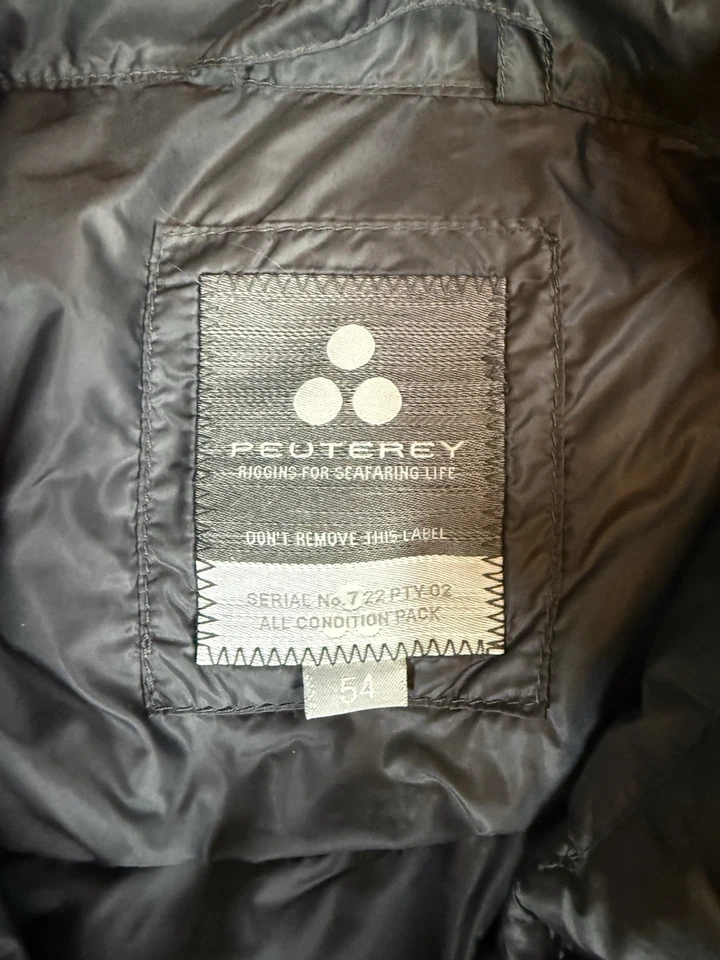 PEUTEREY
RIGGINS FOR SEAFARING LIFE
DON'T REMOVE THIS LABEL
SERIAL No.7 22 PTY 02
ALL CONDITION PACK
54